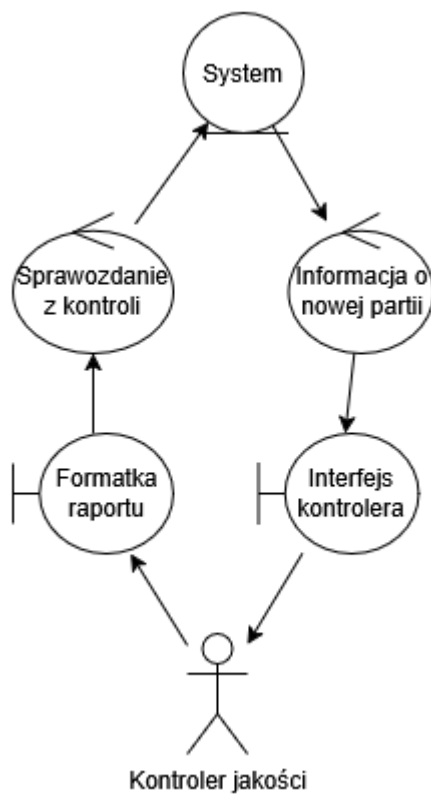 System
Sprawozdanie
z kontroli
Informacja o
nowej partii
Formatka
raportu
Interfejs
kontrolera
Kontroler jakości